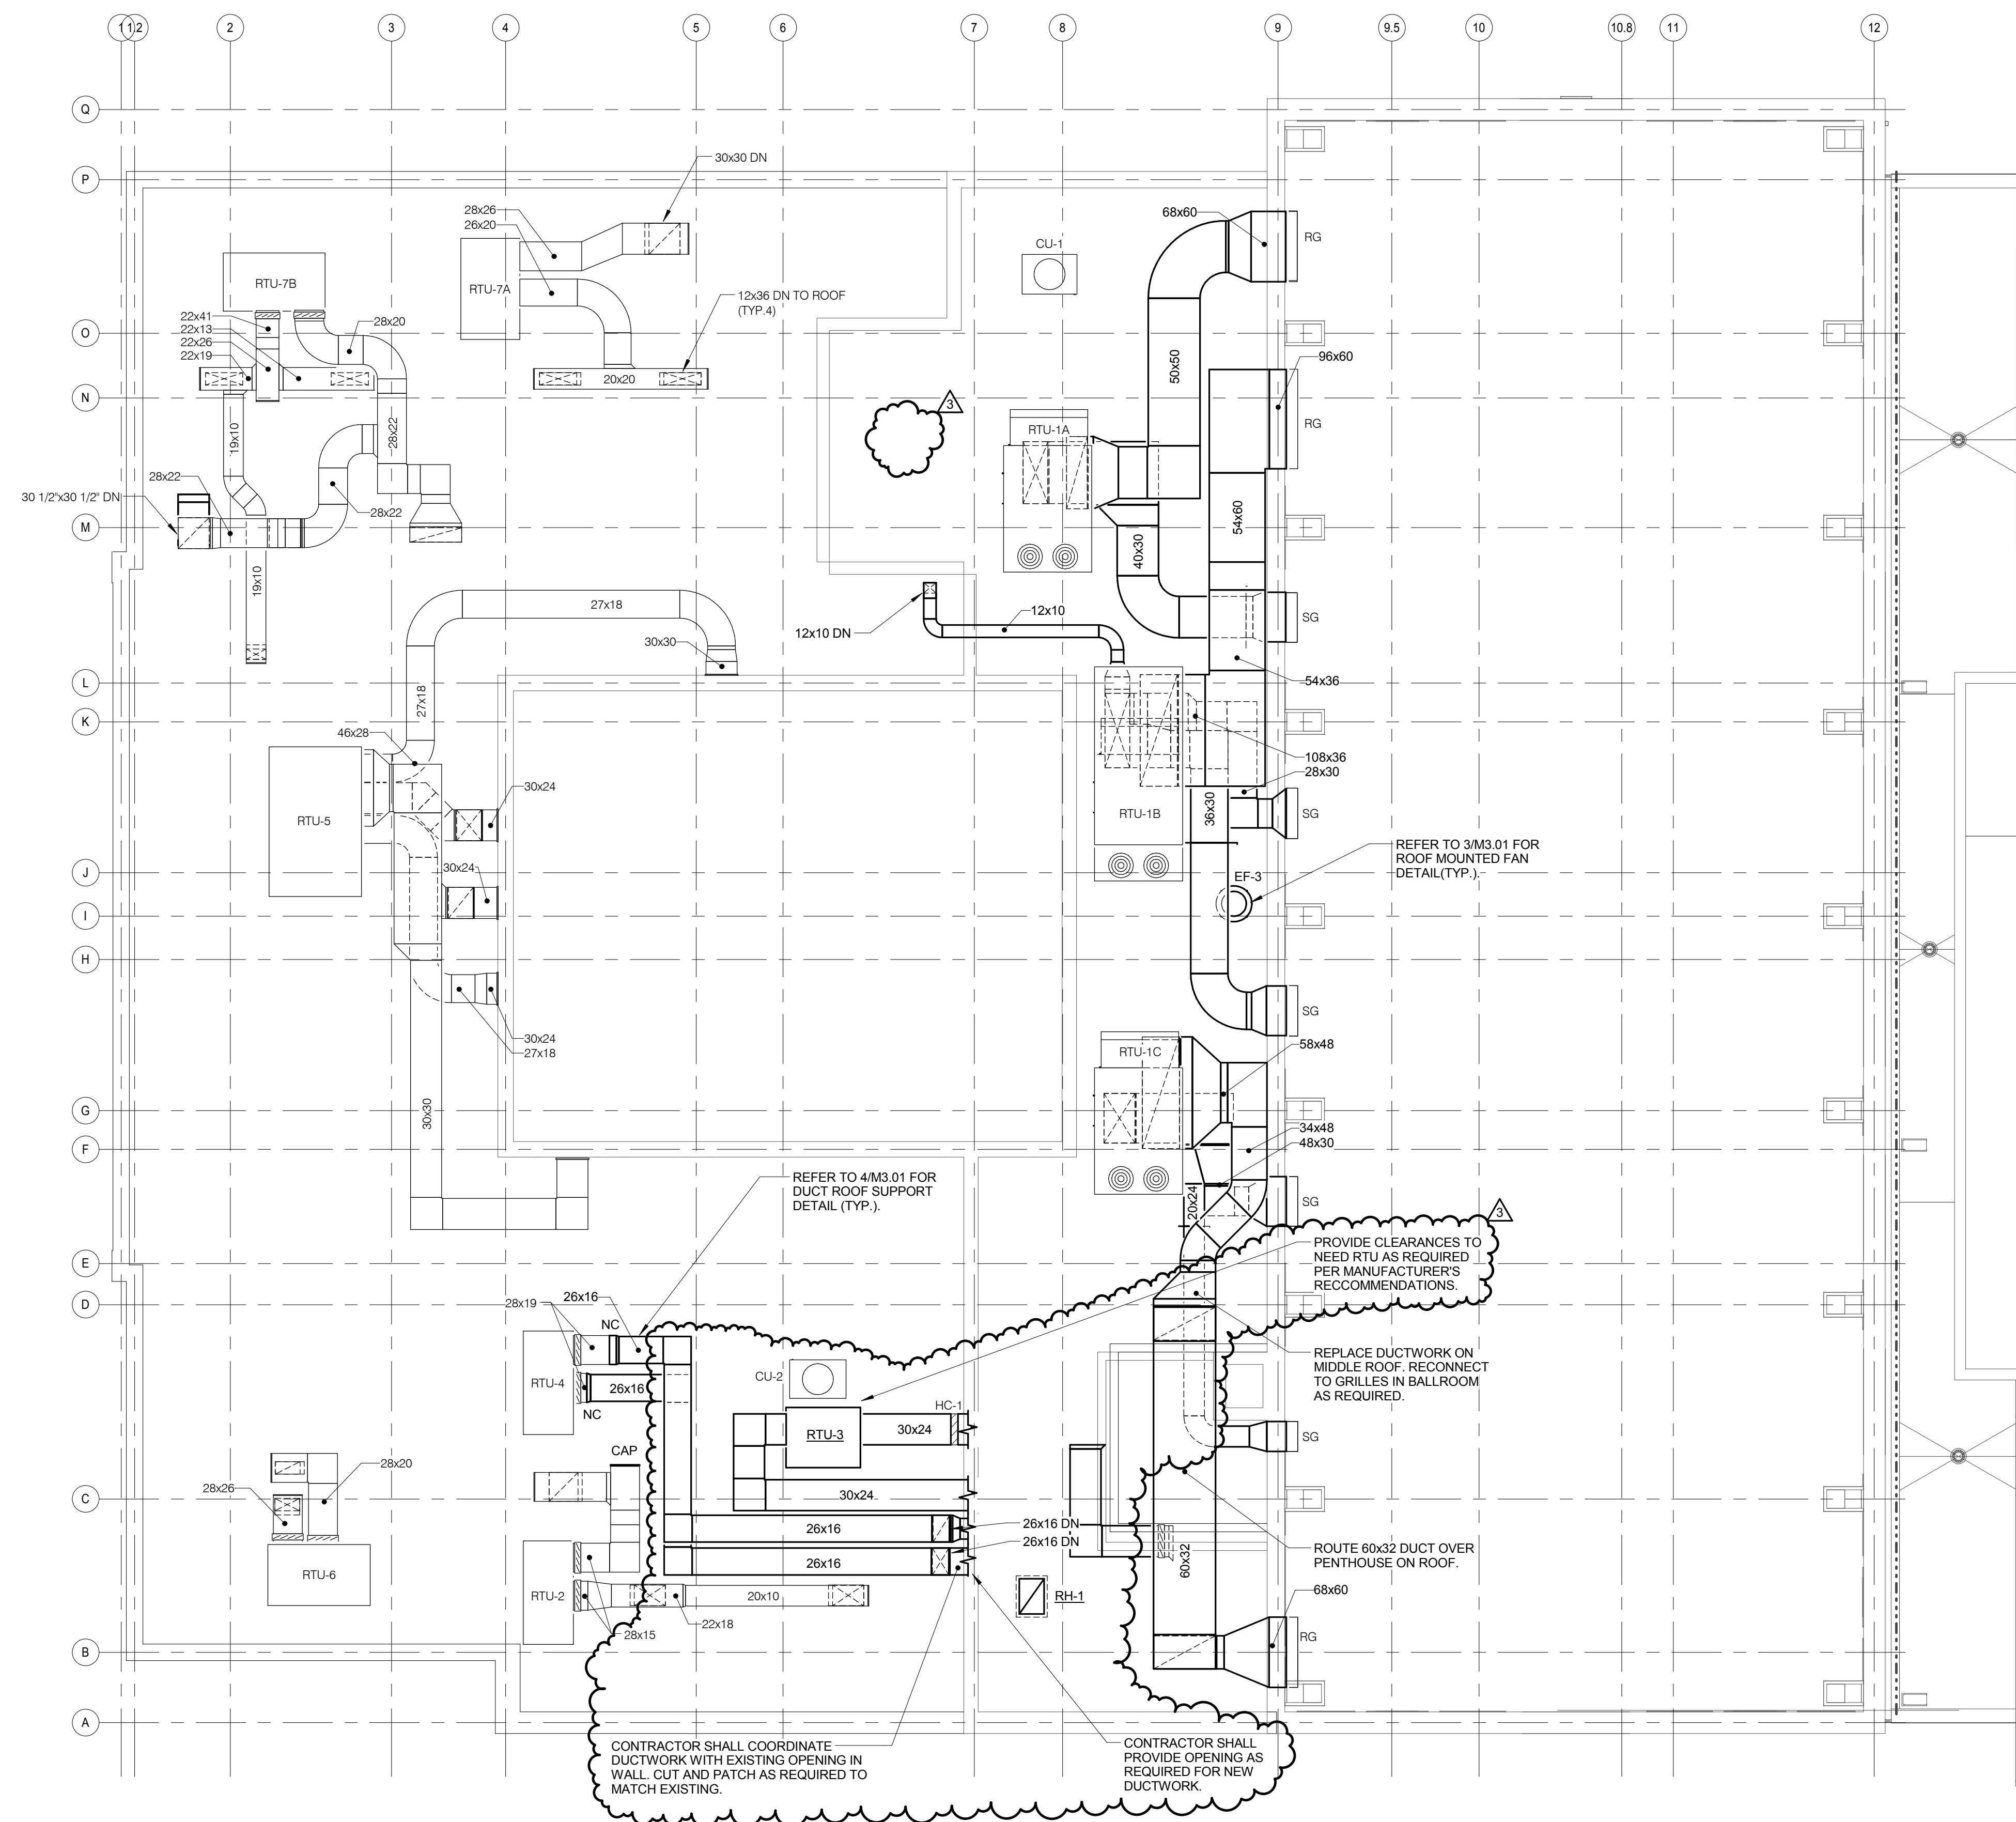 1
1.2
2
3
4
5
6
7
8
9
9.5
10
10.8
11
12
Q
P
O
N
M
L
K
J
I
H
G
F
E
D
C
B
A
30x30 DN
28x26
26x20
RTU-7A
RTU-7B
22x41
22x13
22x26
22x19
28x20
12x36 DN TO ROOF
(TYP.4)
20x20
CU-1
68x60
RG
50x50
96x60
RG
3
RTU-1A
19x10
28x22
28x22
30 1/2"x30 1/2" DN
28x22
19x10
40x30
54x60
27x18
12x10
12x10 DN
30x30
SG
27x18
54x36
46x28
108x36
28x30
30x24
RTU-5
RTU-1B
36x30
SG
REFER TO 3/M3.01 FOR
ROOF MOUNTED FAN
DETAIL(TYP.).
30x24
EF-3
SG
30x24
27x18
RTU-1C
58x48
30x30
34x48
48x30
REFER TO 4/M3.01 FOR
DUCT ROOF SUPPORT
DETAIL (TYP.).
20x24
SG
3
PROVIDE CLEARANCES TO
NEED RTU AS REQUIRED
PER MANUFACTURER'S
RECCOMMENDATIONS.
28x19
26x16
NC
RTU-4
26x16
NC
CU-2
REPLACE DUCTWORK ON
MIDDLE ROOF. RECONNECT
TO GRILLES IN BALLROOM
AS REQUIRED.
HC-1
RTU-3
30x24
SG
CAP
28x20
28x26
30x24
26x16
26x16 DN
26x16 DN
26x16
ROUTE 60x32 DUCT OVER
PENTHOUSE ON ROOF.
60x32
RTU-6
RTU-2
20x10
RH-1
68x60
22x18
28x15
RG
CONTRACTOR SHALL COORDINATE
DUCTWORK WITH EXISTING OPENING IN
WALL. CUT AND PATCH AS REQUIRED TO
MATCH EXISTING.
CONTRACTOR SHALL
PROVIDE OPENING AS
REQUIRED FOR NEW
DUCTWORK.